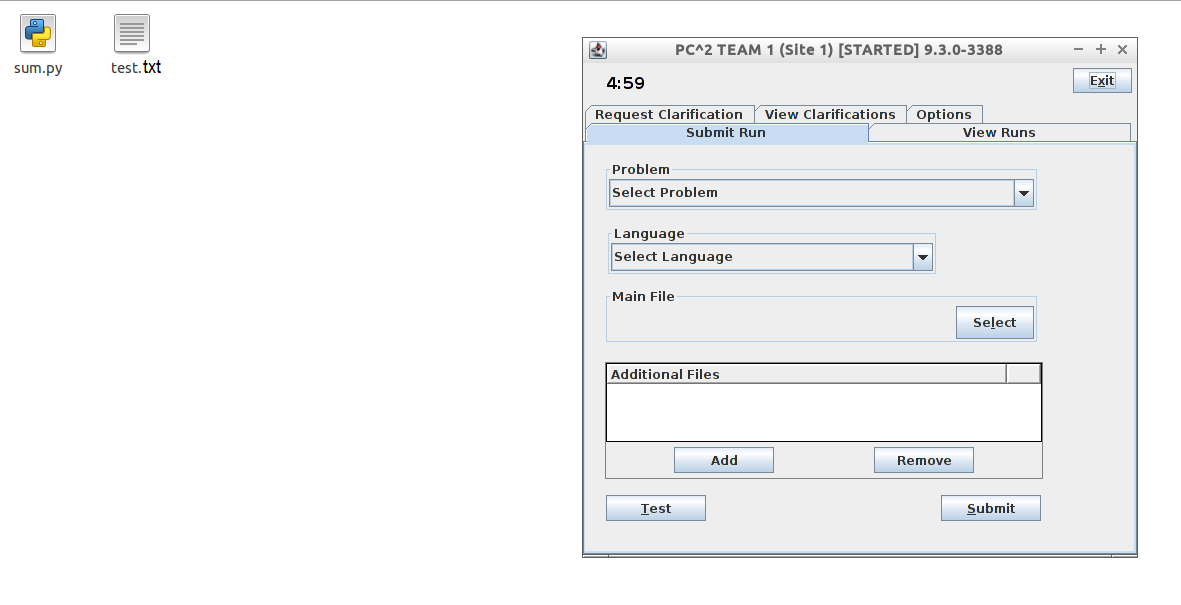 sum.py
test.txt
PC^2 TEAM 1 (Site 1) [STARTED] 9.3.0-3388
4:59
Exit
Request Clarification
View Clarifications
Options
Submit Run
View Runs
Problem
Select Problem
Language
Select Language
Main File
Select
Additional Files
Add
Remove
Test
Submit